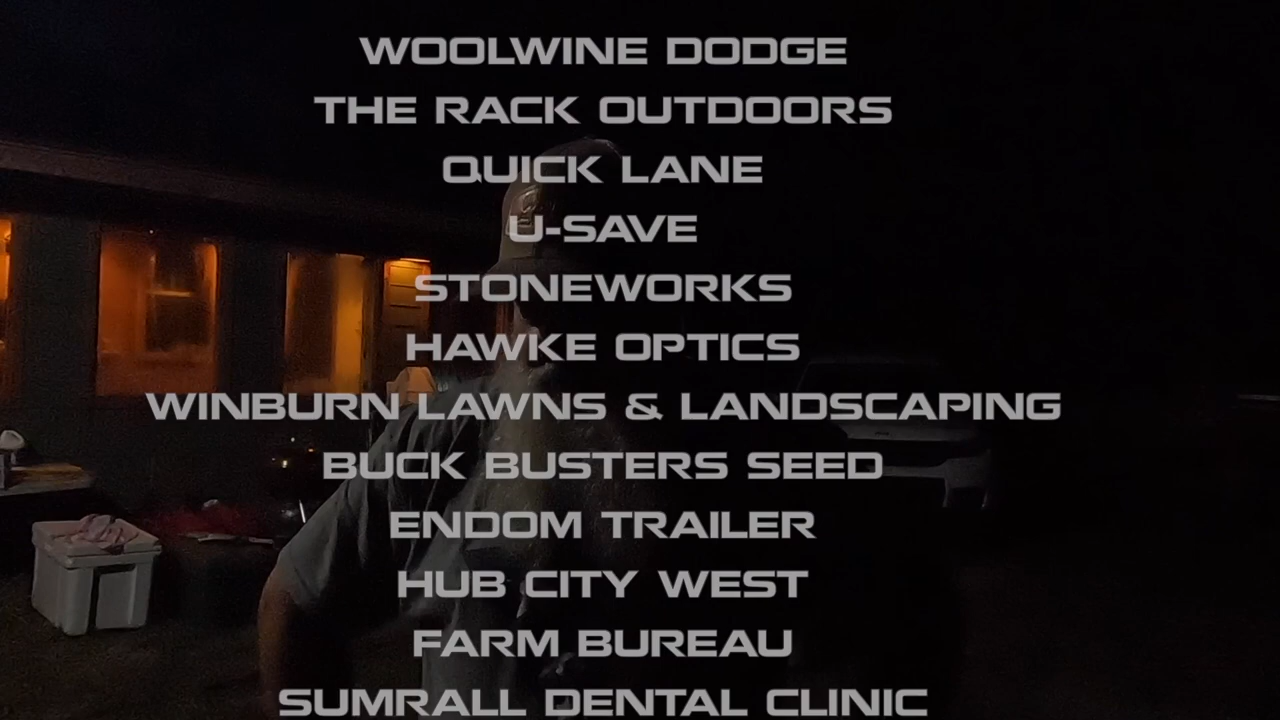 WOOLWINE DODGE
THE RACK OUTDOORS
QUICK LANE
U-SAVE
STONEWORKS
HAWKE OPTICS
WINBURN LAWNS & LANDSCAPING
BUCK BUSTERS SEED
ENDOM TRAILER
HUB CITY WEST
FARM BUREAU
SUMRALL DENTAL CLINIC